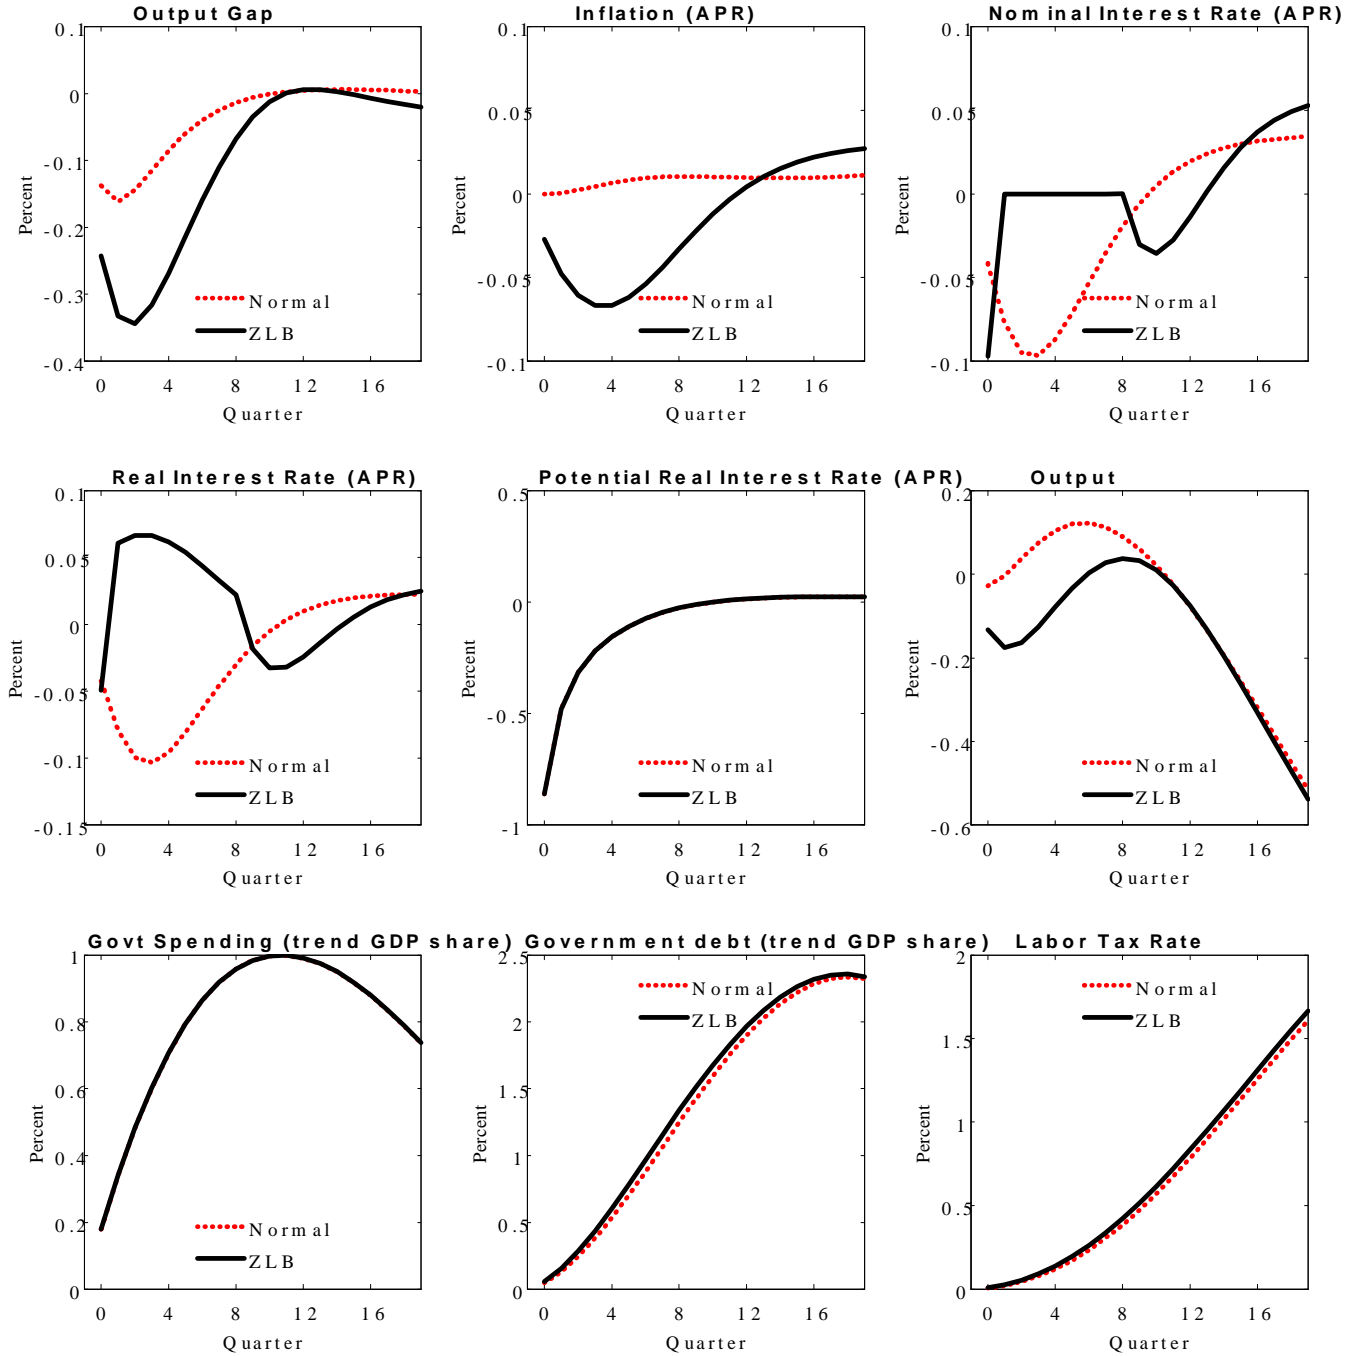 Output Gap
0.1
0
-0.1
-0.2
-0.3
-0.4
Percent
Normal
ZLB
0 4 8 12 16
Quarter
Inflation (APR)
0.1
0.05
0
-0.05
-0.1
Percent
Normal
ZLB
0 4 8 12 16
Quarter
Nominal Interest Rate (APR)
0.1
0.05
0
-0.05
-0.1
Percent
Normal
ZLB
0 4 8 12 16
Quarter
Real Interest Rate (APR)
0.1
0.05
0
-0.05
-0.1
-0.15
Percent
Normal
ZLB
0 4 8 12 16
Quarter
Potential Real Interest Rate (APR)
0.5
0
-0.5
-1
Percent
Normal
ZLB
0 4 8 12 16
Quarter
Output
0.2
0
-0.2
-0.4
-0.6
Percent
Normal
ZLB
0 4 8 12 16
Quarter
Govt Spending (trend GDP share)
1
0.8
0.6
0.4
0.2
0
Percent
Normal
ZLB
0 4 8 12 16
Quarter
Government debt (trend GDP share)
2.5
2
1.5
1
0.5
0
Percent
Normal
ZLB
0 4 8 12 16
Quarter
Labor Tax Rate
2
1.5
1
0.5
0
Percent
Normal
ZLB
0 4 8 12 16
Quarter